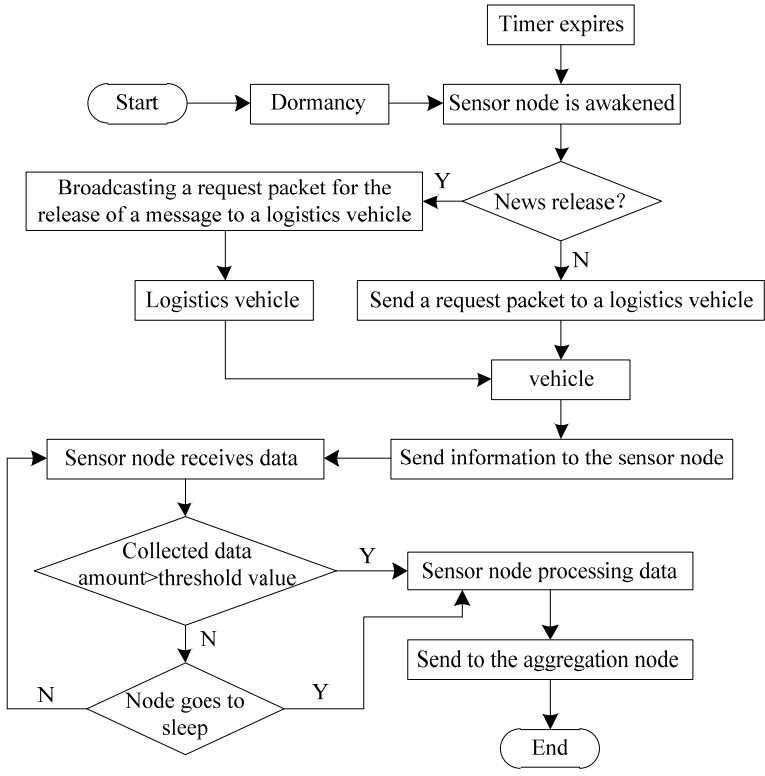 Timer expires
Start
Dormancy
Sensor node is awakened
Broadcasting a request packet for the
release of a message to a logistics vehicle
Y
News release?
N
Logistics vehicle
Send a request packet to a logistics vehicle
vehicle
Sensor node receives data
Send information to the sensor node
Collected data
amount>threshold value
Y
Sensor node processing data
N
Send to the aggregation node
N
Node goes to
sleep
Y
End